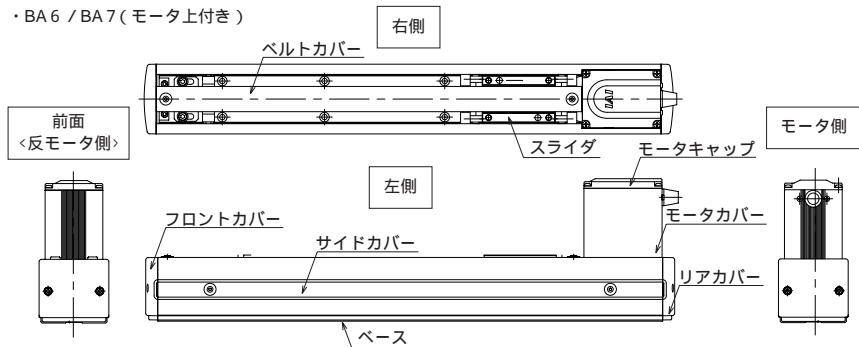 ・BA6／BA7(モータ上付き)
右側
ベルトカバー
IAI
前面
<反モータ側>
スライダ
モータキャップ
モータ側
左側
フロントカバー
サイドカバー
モータカバー
リアカバー
ベース